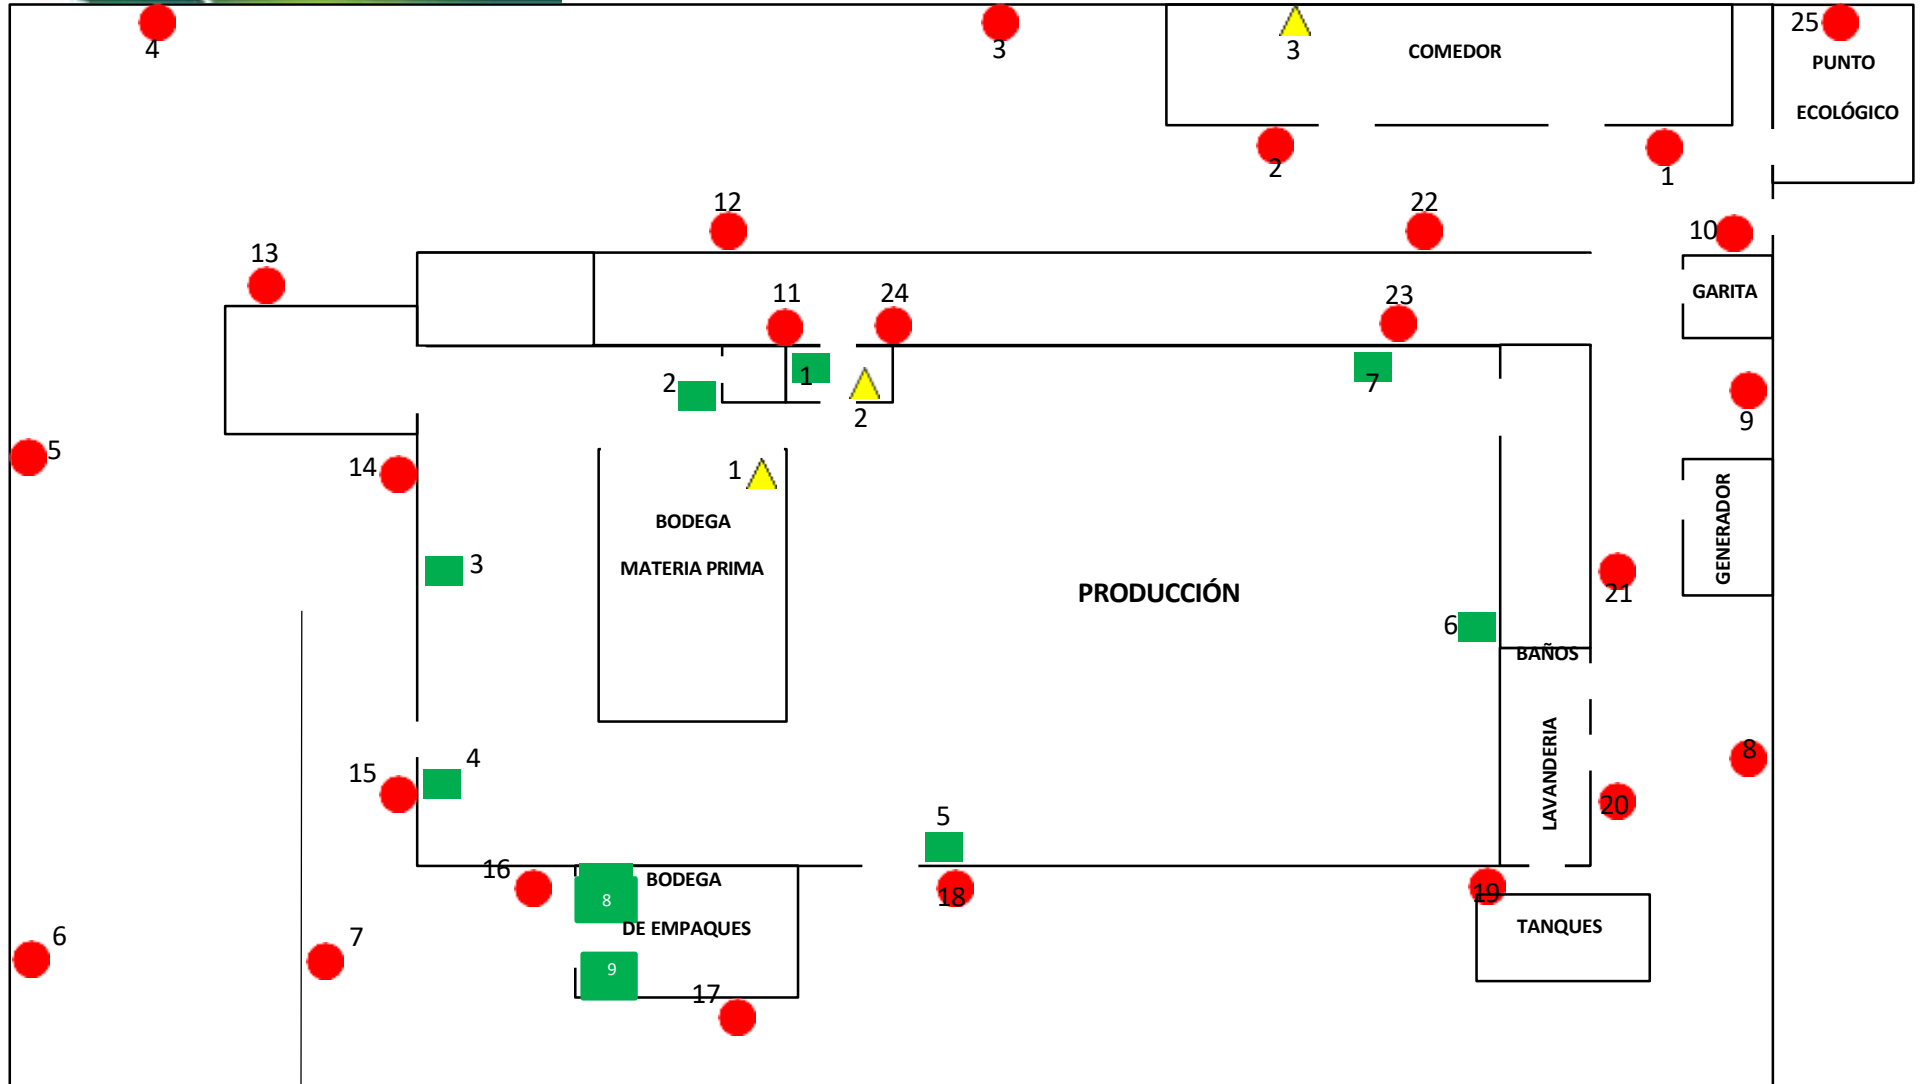 25
4
3
3
COMEDOR
PUNTO
ECOLÓGICO
2
1
12
22
10
13
GARITA
11
24
23
1
2
7
2
9
5
14
1
BODEGA
GENERADOR
3
MATERIA PRIMA
PRODUCCIÓN
21
6
BAÑOS
8
4
15
LAVANDERIA
20
5
16
BODEGA
8
18
19
DE EMPAQUES
TANQUES
6
7
9
17